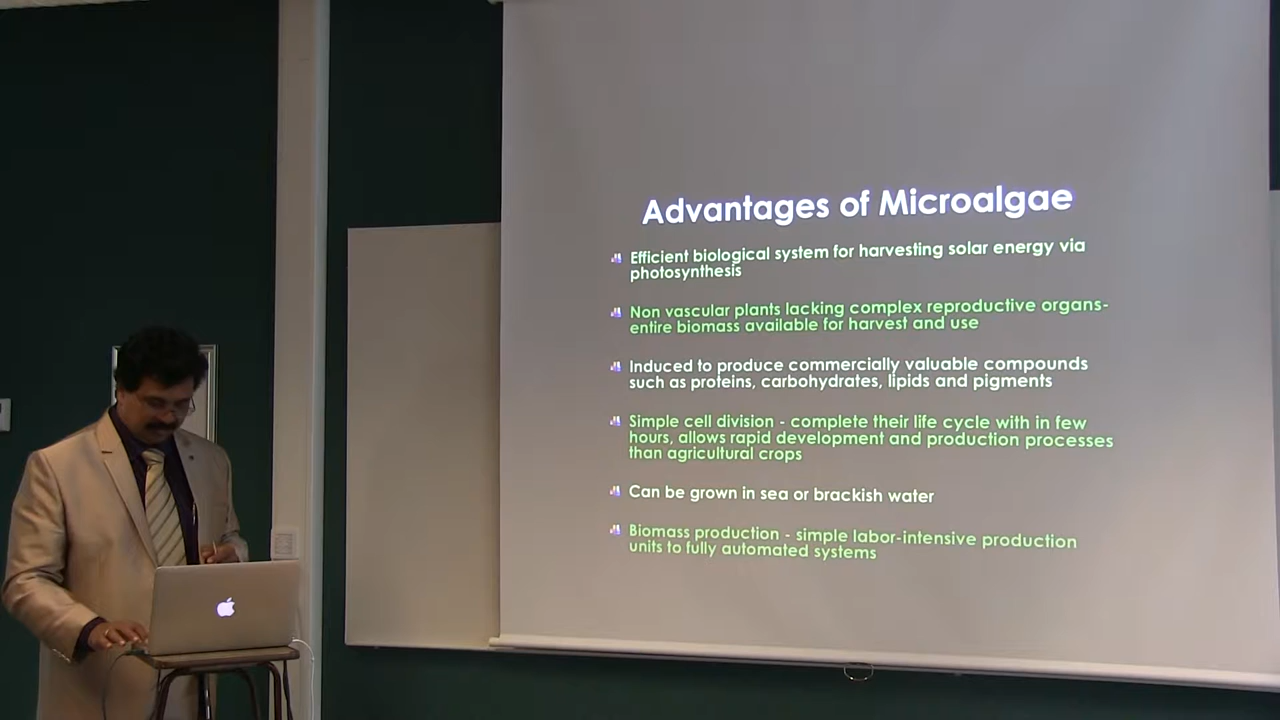 Advantages of Microalgae
Efficient biological system for harvesting solar energy via
photosynthesis
Non vascular plants lacking complex reproductive organs-
entire biomass available for harvest and use
Induced to produce commercially valuable compounds
such as proteins, carbohydrates, lipids and pigments
Simple cell division - complete their life cycle with in few
hours, allows rapid development and production processes
than agricultural crops
Can be grown in sea or brackish water
Biomass production - simple labor-intensive production
units to fully automated systems